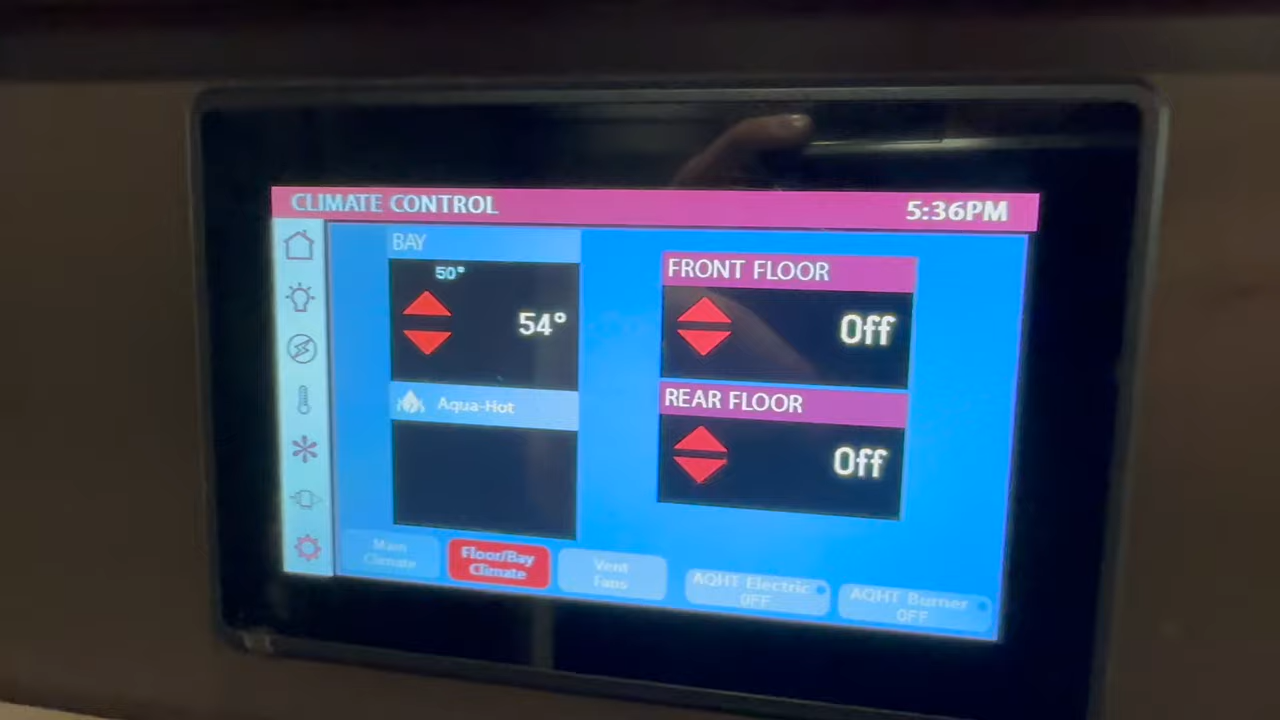 CLIMATE CONTROL
5:36PM
BAY
50°
54°
Aqua-Hot
FRONT FLOOR
Off
REAR FLOOR
Off
Main
Climate
Floor/Bay
Climate
Vent
Fans
AQHT Electric
OFF
AQHT Burner
OFF